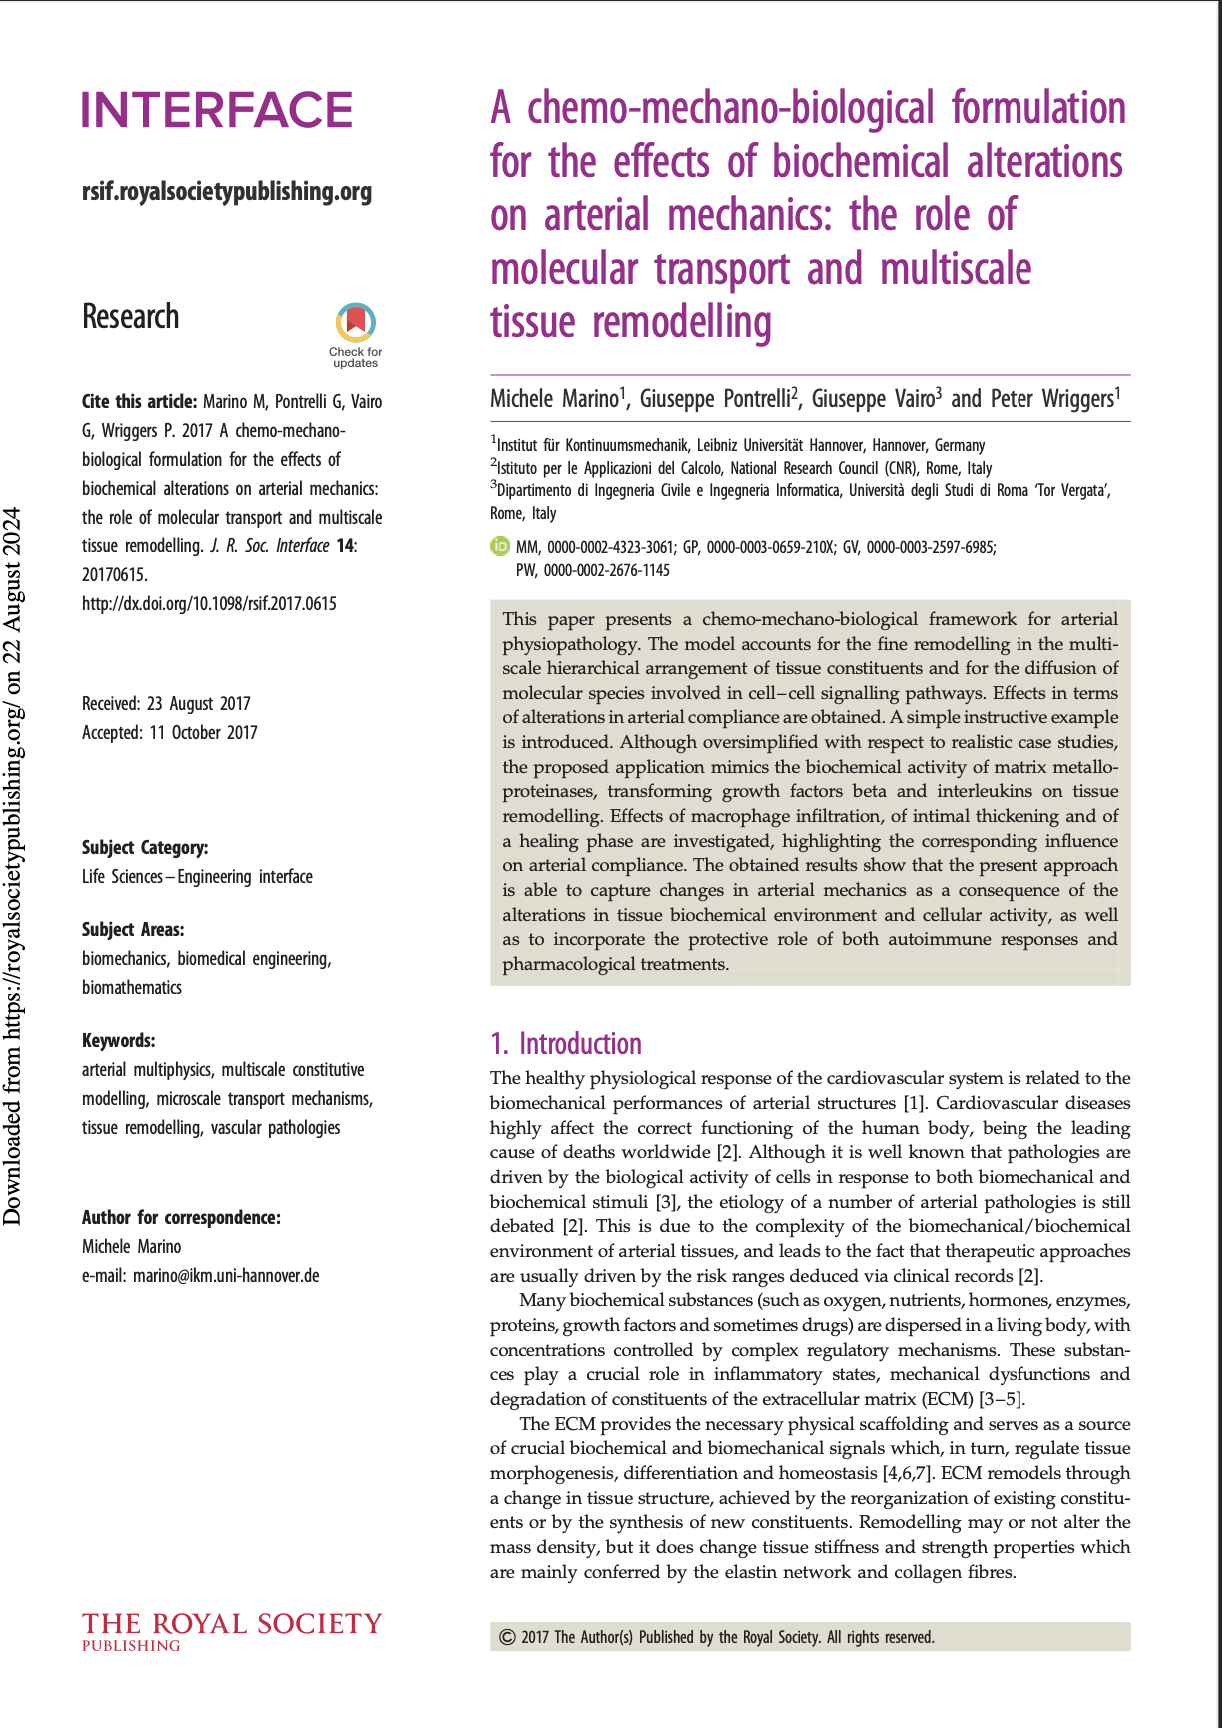 INTERFACE
rsif.royalsocietypublishing.org
Research
Check for
updates
Cite this article: Marino M, Pontrelli G, Vairo
G, Wriggers P. 2017 A chemo-mechano-
biological formulation for the effects of
biochemical alterations on arterial mechanics:
the role of molecular transport and multiscale
tissue remodelling. J. R. Soc. Interface 14:
20170615.
http://dx.doi.org/10.1098/rsif.2017.0615
Received: 23 August 2017
Accepted: 11 October 2017
Subject Category:
Life Sciences–Engineering interface
Subject Areas:
biomechanics, biomedical engineering,
biomathematics
Keywords:
arterial multiphysics, multiscale constitutive
modelling, microscale transport mechanisms,
tissue remodelling, vascular pathologies
Author for correspondence:
Michele Marino
e-mail: marino@ikm.uni-hannover.de
THE ROYAL SOCIETY
PUBLISHING
Downloaded from https://royalsocietypublishing.org/ on 22 August 2024
A chemo-mechano-biological formulation
for the effects of biochemical alterations
on arterial mechanics: the role of
molecular transport and multiscale
tissue remodelling
Michele Marino1, Giuseppe Pontrelli2, Giuseppe Vairo3 and Peter Wriggers1
1Institut für Kontinuumsmechanik, Leibniz Universität Hannover, Hannover, Germany
2Istituto per le Applicazioni del Calcolo, National Research Council (CNR), Rome, Italy
3Dipartimento di Ingegneria Civile e Ingegneria Informatica, Università degli Studi di Roma ‘Tor Vergata’,
Rome, Italy
iD MM, 0000-0002-4323-3061; GP, 0000-0003-0659-210X; GV, 0000-0003-2597-6985;
PW, 0000-0002-2676-1145
This paper presents a chemo-mechano-biological framework for arterial
physiopathology. The model accounts for the fine remodelling in the multi-
scale hierarchical arrangement of tissue constituents and for the diffusion of
molecular species involved in cell–cell signalling pathways. Effects in terms
of alterations in arterial compliance are obtained. A simple instructive example
is introduced. Although oversimplified with respect to realistic case studies,
the proposed application mimics the biochemical activity of matrix metallo-
proteinases, transforming growth factors beta and interleukins on tissue
remodelling. Effects of macrophage infiltration, of intimal thickening and of
a healing phase are investigated, highlighting the corresponding influence
on arterial compliance. The obtained results show that the present approach
is able to capture changes in arterial mechanics as a consequence of the
alterations in tissue biochemical environment and cellular activity, as well
as to incorporate the protective role of both autoimmune responses and
pharmacological treatments.
1. Introduction
The healthy physiological response of the cardiovascular system is related to the
biomechanical performances of arterial structures [1]. Cardiovascular diseases
highly affect the correct functioning of the human body, being the leading
cause of deaths worldwide [2]. Although it is well known that pathologies are
driven by the biological activity of cells in response to both biomechanical and
biochemical stimuli [3], the etiology of a number of arterial pathologies is still
debated [2]. This is due to the complexity of the biomechanical/biochemical
environment of arterial tissues, and leads to the fact that therapeutic approaches
are usually driven by the risk ranges deduced via clinical records [2].
Many biochemical substances (such as oxygen, nutrients, hormones, enzymes,
proteins, growth factors and sometimes drugs) are dispersed in a living body, with
concentrations controlled by complex regulatory mechanisms. These substan-
ces play a crucial role in inflammatory states, mechanical dysfunctions and
degradation of constituents of the extracellular matrix (ECM) [3–5].
The ECM provides the necessary physical scaffolding and serves as a source
of crucial biochemical and biomechanical signals which, in turn, regulate tissue
morphogenesis, differentiation and homeostasis [4,6,7]. ECM remodels through
a change in tissue structure, achieved by the reorganization of existing constitu-
ents or by the synthesis of new constituents. Remodelling may or not alter the
mass density, but it does change tissue stiffness and strength properties which
are mainly conferred by the elastin network and collagen fibres.
© 2017 The Author(s) Published by the Royal Society. All rights reserved.